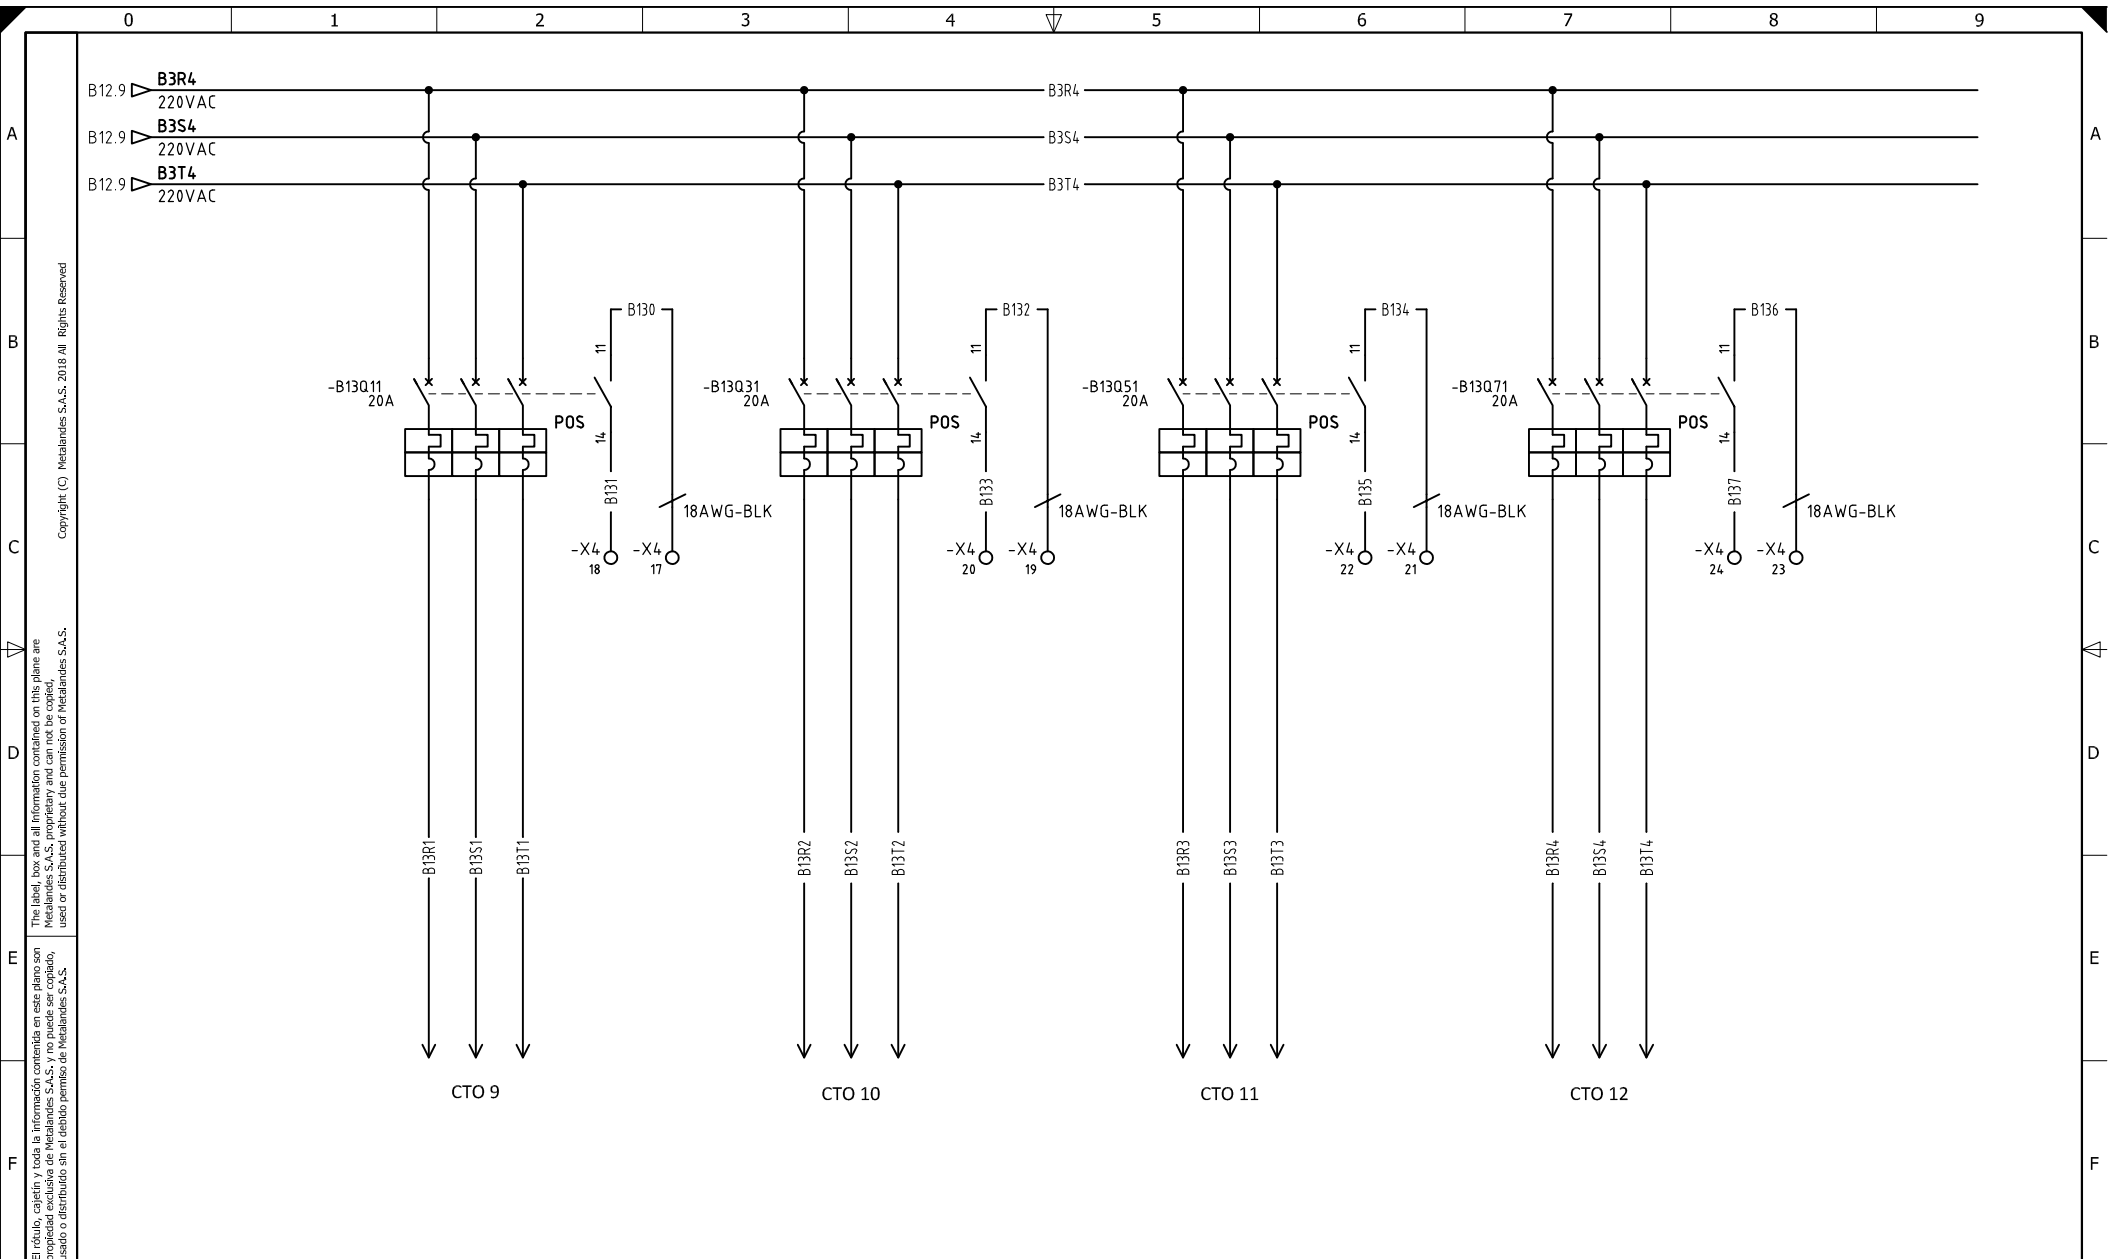 0 1 2 3 4 5 6 7 8 9
B3R4
B12.9 B3R4
220VAC
B3S4
A A
B12.9 B3S4
220VAC
B3T4
B12.9 B3T4
220VAC
B130 B132 B134 B136
11 11 11 11
B B
-B13Q11 -B13Q31 -B13Q51 -B13Q71
20A 20A 20A 20A
POS POS POS POS
14 14 14 14
B131 B133 B135 B137
18AWG-BLK 18AWG-BLK 18AWG-BLK 18AWG-BLK
C C
-X4 -X4 -X4 -X4 -X4 -X4 -X4 -X4
18 17 20 19 22 21 24 23
D D
B13R1 B13S1 B13T1 B13R2 B13S2 B13T2 B13R3 B13S3 B13T3 B13R4 B13S4 B13T4
E E
CTO 9 CTO 10 CTO 11 CTO 12
F F
Copyright (C) Metalandes S.A.S. 2018 All Rights Reserved
The label, box and all information contained on this plane are
Metalandes S.A.S. proprietary and can not be copied,
used or distributed without due permission of Metalandes S.A.S.
El rótulo, cajetín y toda la información contenida en este plano son
propiedad exclusiva de Metalandes S.A.S. y no puede ser copiado,
usado o distribuido sin el debido permiso de Metalandes S.A.S.